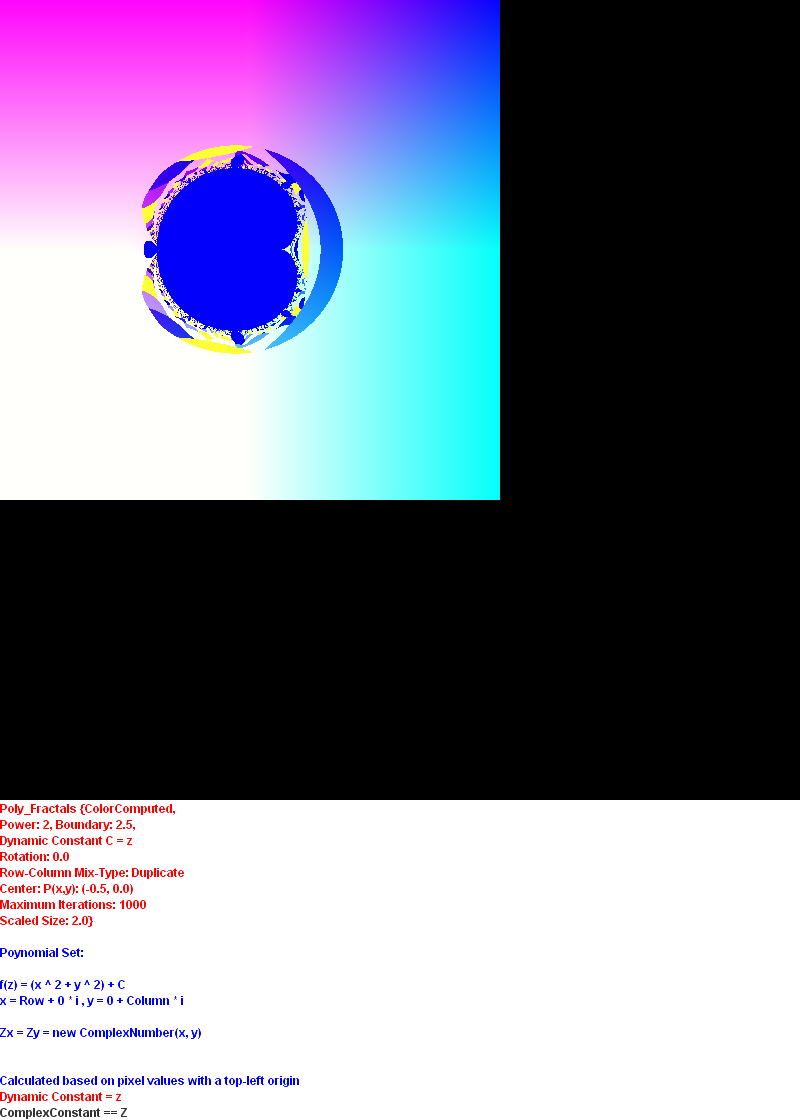 Poly_Fractals {ColorComputed,
Power: 2, Boundary: 2.5,
Dynamic Constant C = z
Rotation: 0.0
Row-Column Mix-Type: Duplicate
Center: P(x,y): (-0.5, 0.0)
Maximum Iterations: 1000
Scaled Size: 2.0}
Poynomial Set:
f(z) = (x ^ 2 + y ^ 2) + C
x = Row + 0 * i , y = 0 + Column * i
Zx = Zy = new ComplexNumber(x, y)
Calculated based on pixel values with a top-left origin
Dynamic Constant = z
ComplexConstant == Z